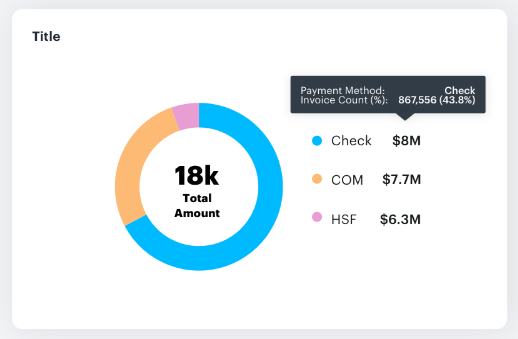 Title
Payment Method: Check
Invoice Count (%): 867,556 (43.8%)
18k
Total
Amount
Check $8M
COM $7.7M
HSF $6.3M